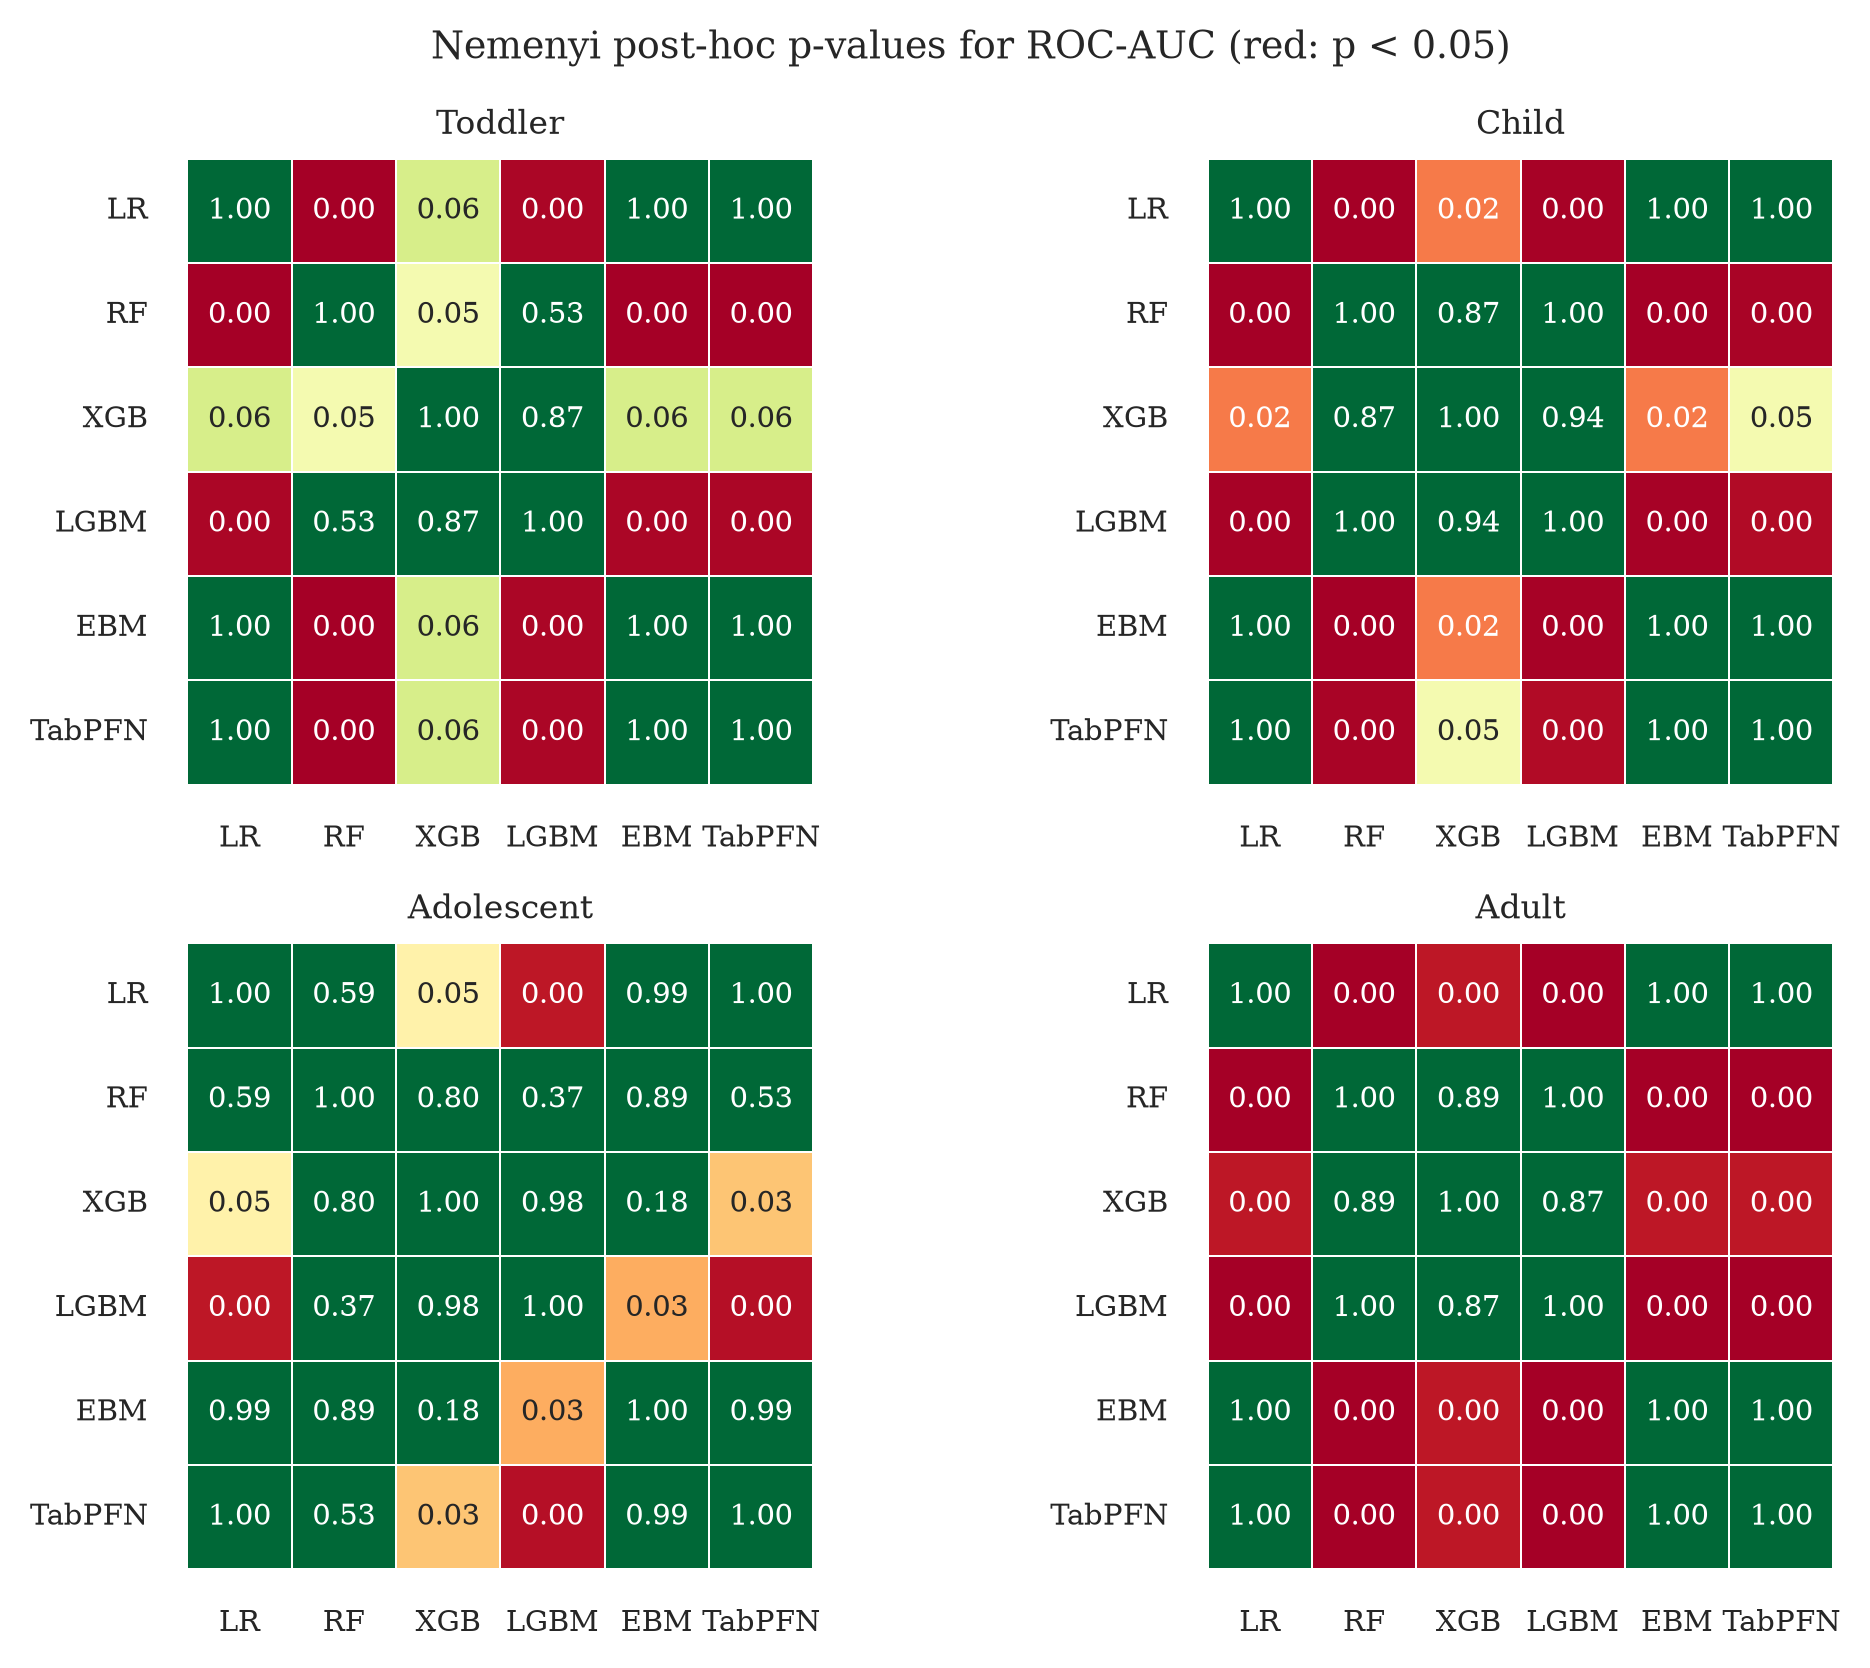 Nemenyi post-hoc p-values for ROC-AUC (red: p < 0.05)
Toddler
LR 1.00 0.00 0.06 0.00 1.00 1.00
RF 0.00 1.00 0.05 0.53 0.00 0.00
XGB 0.06 0.05 1.00 0.87 0.06 0.06
LGBM 0.00 0.53 0.87 1.00 0.00 0.00
EBM 1.00 0.00 0.06 0.00 1.00 1.00
TabPFN 1.00 0.00 0.06 0.00 1.00 1.00
LR RF XGB LGBM EBM TabPFN
Child
LR 1.00 0.00 0.02 0.00 1.00 1.00
RF 0.00 1.00 0.87 1.00 0.00 0.00
XGB 0.02 0.87 1.00 0.94 0.02 0.05
LGBM 0.00 1.00 0.94 1.00 0.00 0.00
EBM 1.00 0.00 0.02 0.00 1.00 1.00
TabPFN 1.00 0.00 0.05 0.00 1.00 1.00
LR RF XGB LGBM EBM TabPFN
Adolescent
LR 1.00 0.59 0.05 0.00 0.99 1.00
RF 0.59 1.00 0.80 0.37 0.89 0.53
XGB 0.05 0.80 1.00 0.98 0.18 0.03
LGBM 0.00 0.37 0.98 1.00 0.03 0.00
EBM 0.99 0.89 0.18 0.03 1.00 0.99
TabPFN 1.00 0.53 0.03 0.00 0.99 1.00
LR RF XGB LGBM EBM TabPFN
Adult
LR 1.00 0.00 0.00 0.00 1.00 1.00
RF 0.00 1.00 0.89 1.00 0.00 0.00
XGB 0.00 0.89 1.00 0.87 0.00 0.00
LGBM 0.00 1.00 0.87 1.00 0.00 0.00
EBM 1.00 0.00 0.00 0.00 1.00 1.00
TabPFN 1.00 0.00 0.00 0.00 1.00 1.00
LR RF XGB LGBM EBM TabPFN